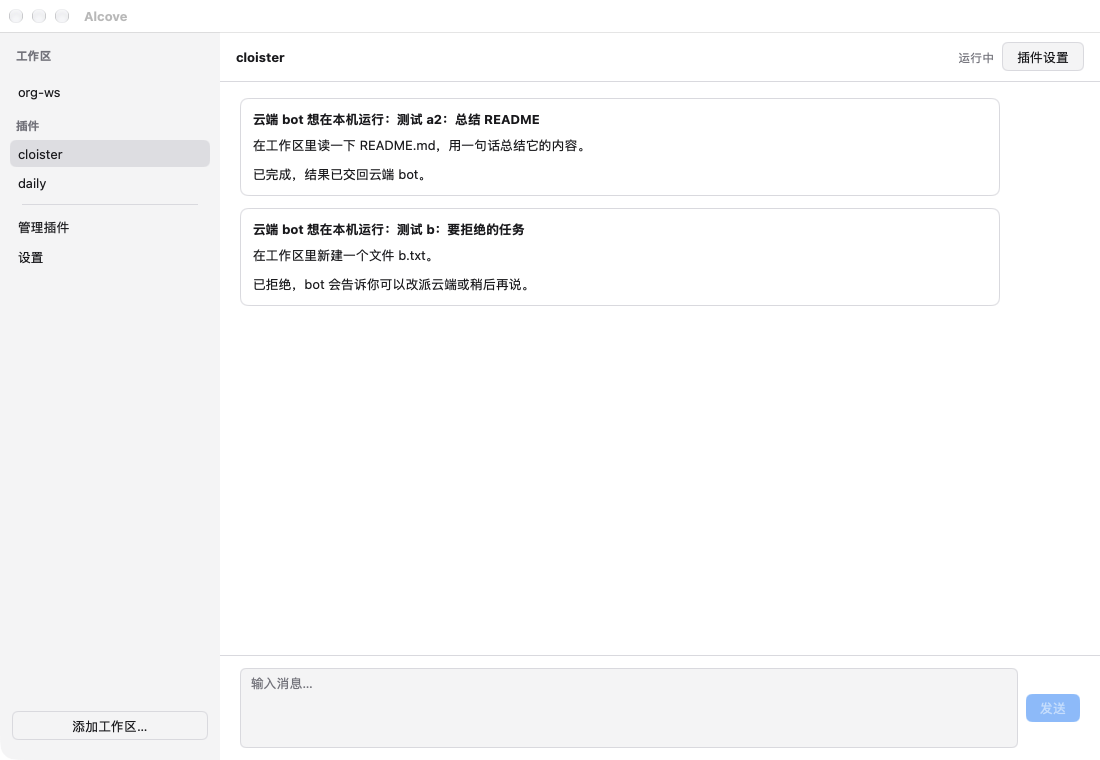 Alcove
工作区
org-ws
插件
cloister
daily
管理插件
设置
添加工作区...
cloister
运行中
插件设置
云端 bot 想在本机运行：测试 a2：总结 README
在工作区里读一下 README.md，用一句话总结它的内容。
已完成，结果已交回云端 bot。
云端 bot 想在本机运行：测试 b：要拒绝的任务
在工作区里新建一个文件 b.txt。
已拒绝，bot 会告诉你可以改派云端或稍后再说。
输入消息...
发送